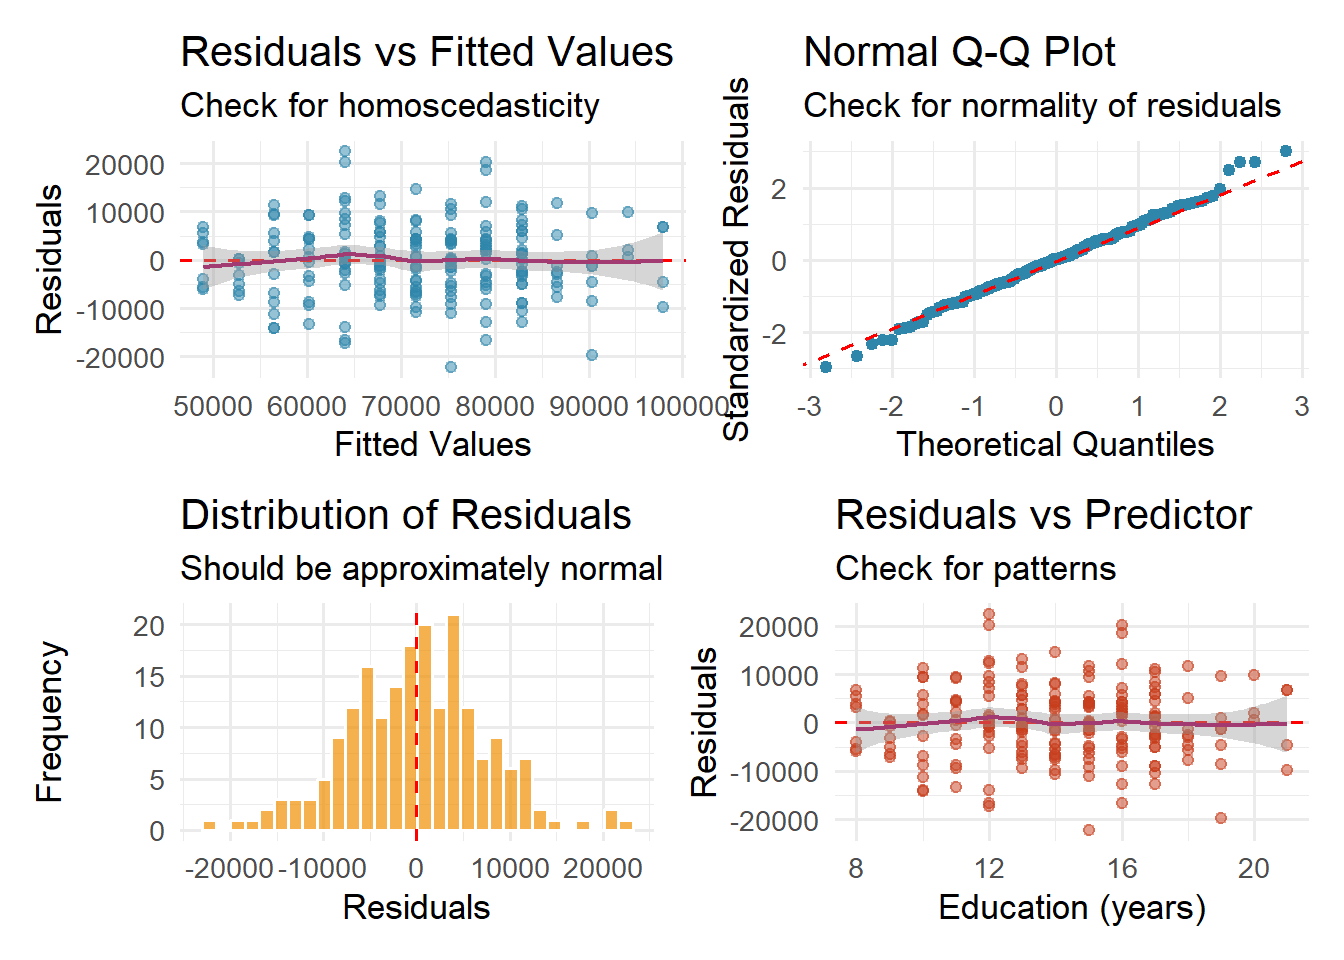 Residuals vs Fitted Values
Check for homoscedasticity
Residuals
20000
10000
0
-10000
-20000
50000 60000 70000 80000 90000 100000
Fitted Values
Normal Q-Q Plot
Check for normality of residuals
Standardized Residuals
2
0
-2
-3 -2 -1 0 1 2 3
Theoretical Quantiles
Distribution of Residuals
Should be approximately normal
Frequency
20
15
10
5
0
-20000 -10000 0 10000 20000
Residuals
Residuals vs Predictor
Check for patterns
Residuals
20000
10000
0
-10000
-20000
8 12 16 20
Education (years)